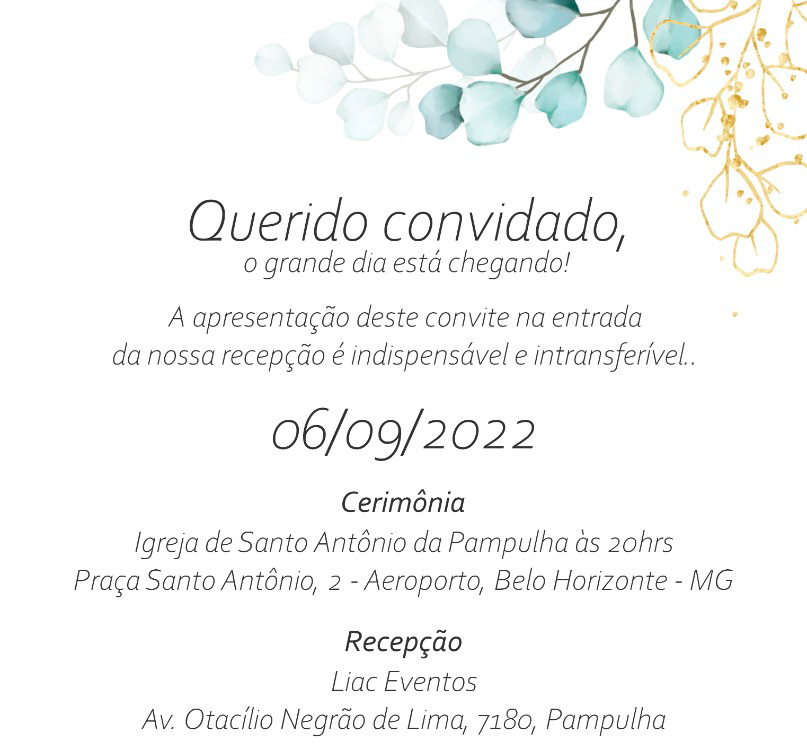 Querido convidado,
o grande dia está chegando!
A apresentação deste convite na entrada
da nossa recepção é indispensável e intransferível..
06/09/2022
Cerimônia
Igreja de Santo Antônio da Pampulha às 20hrs
Praça Santo Antônio, 2 - Aeroporto, Belo Horizonte - MG
Recepção
Liac Eventos
Av. Otacílio Negrão de Lima, 7180, Pampulha